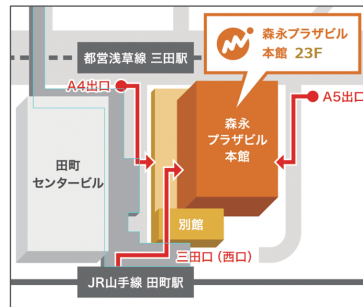 森永プラザビル
本館 23F
都営浅草線 三田駅
A4出口
A5出口
森永
プラザビル
本館
田町
センタービル
別館
三田口（西口）
JR山手線 田町駅